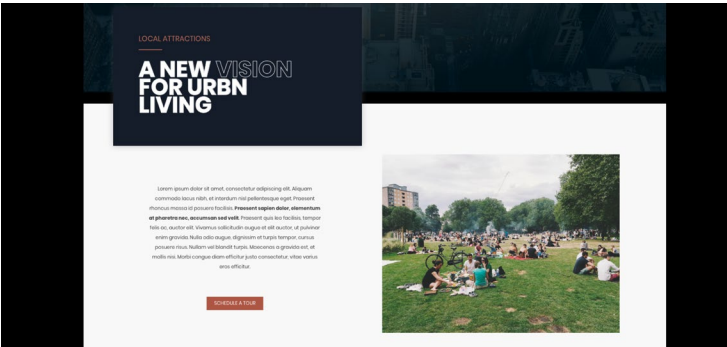 LOCAL ATTRACTIONS
A NEW VISION
FOR URBN
LIVING
Lorem ipsum dolor sit amet, consectetur adipiscing elit. Aliquam
commodo lacus nibh, et interdum nisl pellentesque eget. Praesent
rhoncus massa id posuere facilisis. Praesent sapien dolor, elementum
at pharetra nec, accumsan sed velit. Praesent quis leo facilisis, tempor
felis ac, auctor elit. Vivamus sollicitudin augue et elit auctor, ut pulvinar
enim gravida. Nulla odio augue, dignissim et turpis tempor, cursus
posuere risus. Nullam vel blandit turpis. Maecenas a gravida est, et
mollis nisi. Morbi congue diam efficitur justo consectetur, vitae varius
eros efficitur.
SCHEDULE A TOUR